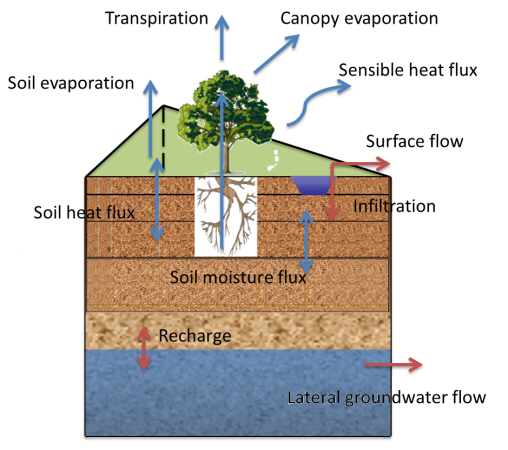 Transpiration
Canopy evaporation
Sensible heat flux
Soil evaporation
Surface flow
Infiltration
Soil heat flux
Soil moisture flux
Recharge
Lateral groundwater flow